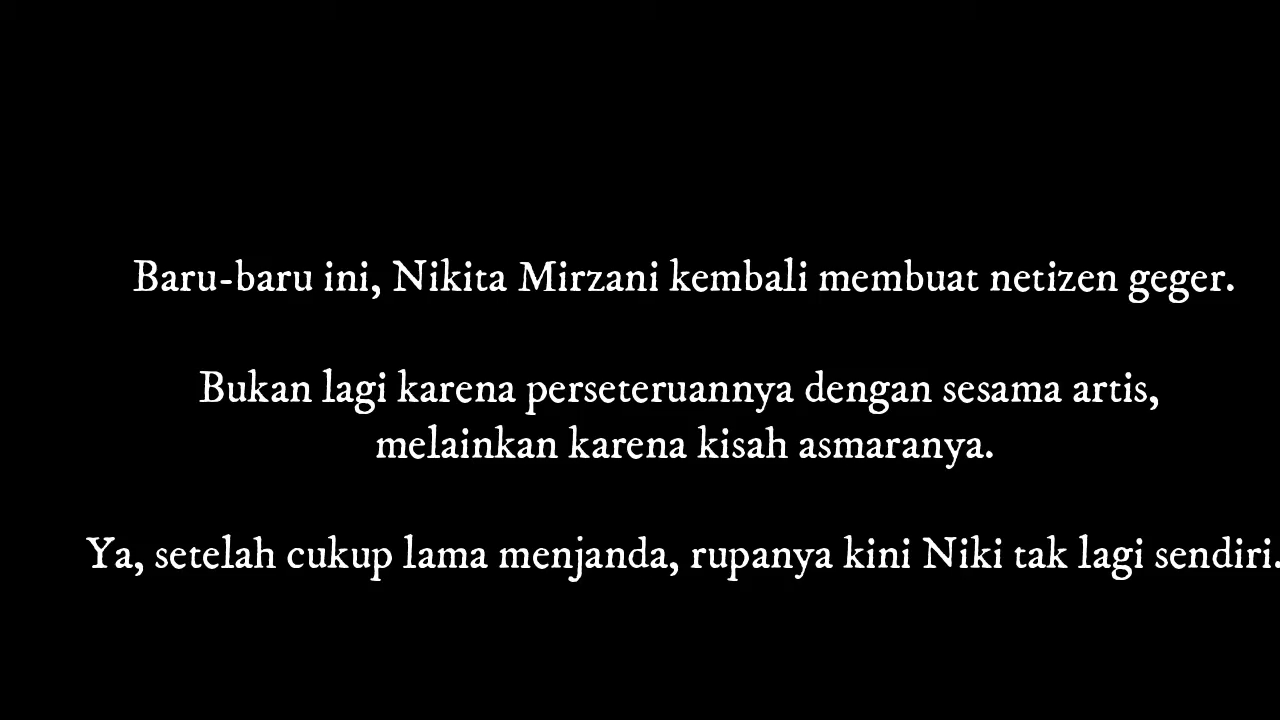 Baru-baru ini, Nikita Mirzani kembali membuat netizen geger.
Bukan lagi karena perseteruannya dengan sesama artis,
melainkan karena kisah asmaranya.
Ya, setelah cukup lama menjanda, rupanya kini Niki tak lagi sendiri.